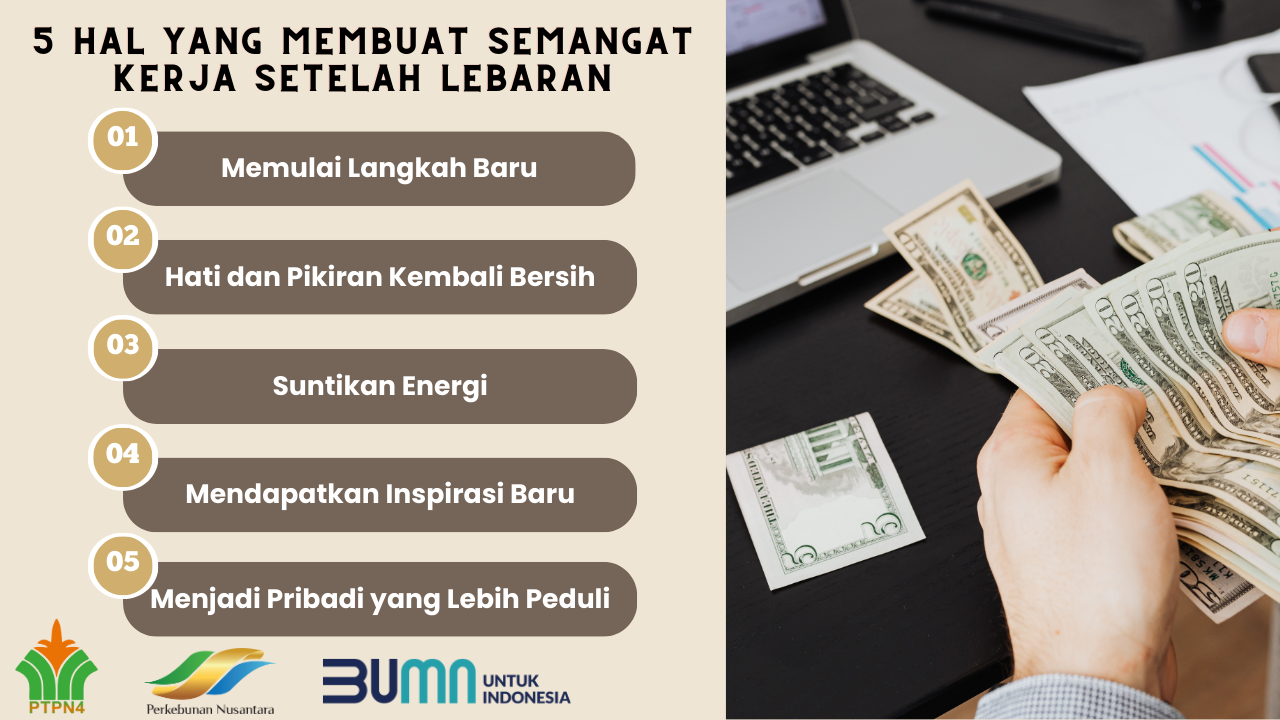 5 HAL YANG MEMBUAT SEMANGAT
KERJA SETELAH LEBARAN
01
Memulai Langkah Baru
02
Hati dan Pikiran Kembali Bersih
03
Suntikan Energi
04
Mendapatkan Inspirasi Baru
05
Menjadi Pribadi yang Lebih Peduli
PTPN4
Perkebunan Nusantara
BUMN
UNTUK
INDONESIA